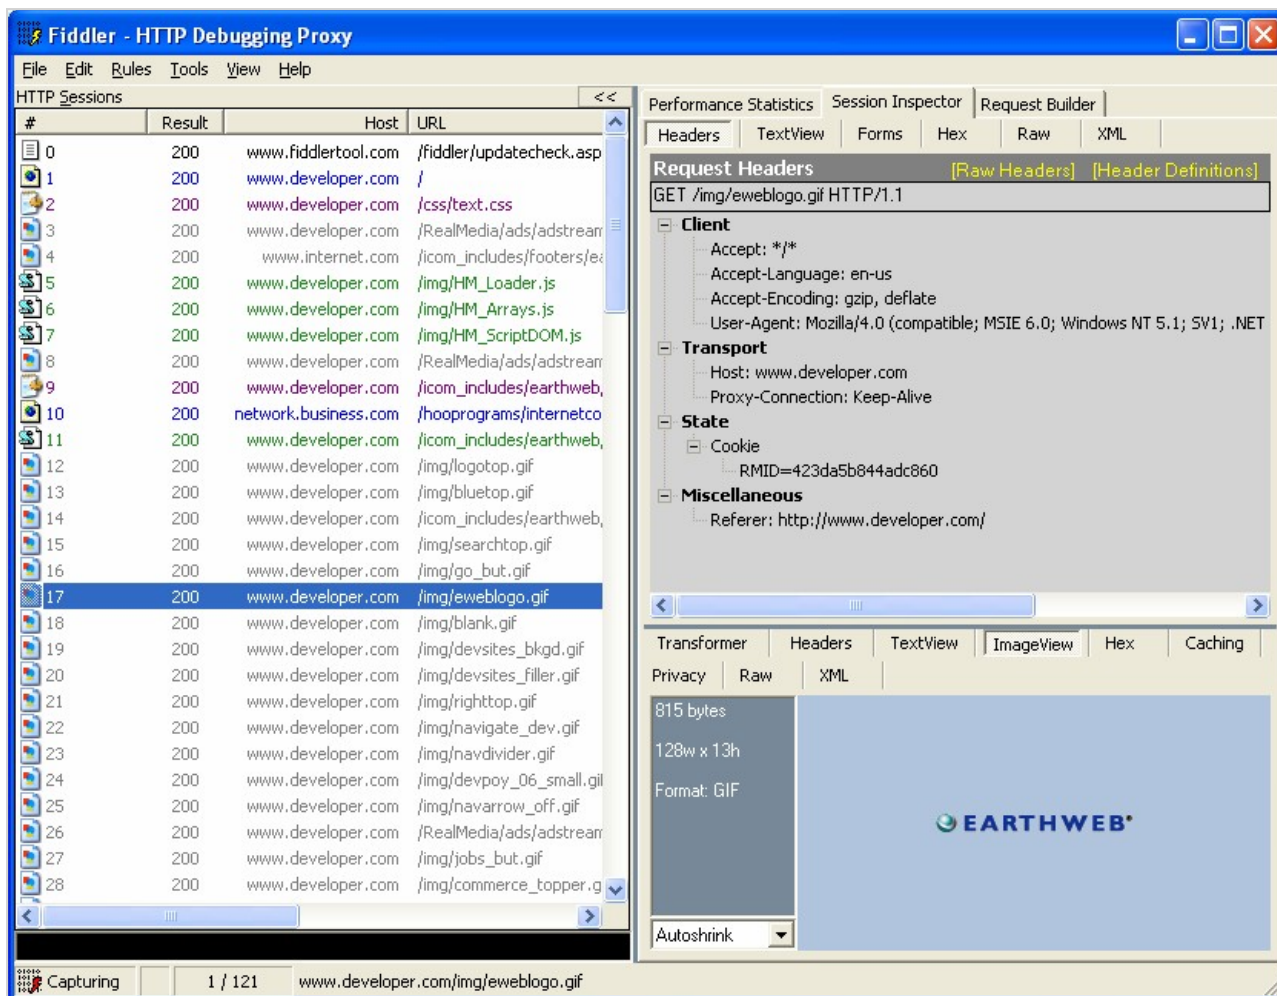 Fiddler - HTTP Debugging Proxy
File Edit Rules Tools View Help
HTTP Sessions <<
# Result Host URL
0 200 www.fiddlertool.com /fiddler/updatecheck.asp
1 200 www.developer.com /
2 200 www.developer.com /css/text.css
3 200 www.developer.com /RealMedia/ads/adstream
4 200 www.internet.com /icom_includes/footers/ea
5 200 www.developer.com /img/HM_Loader.js
6 200 www.developer.com /img/HM_Arrays.js
7 200 www.developer.com /img/HM_ScriptDOM.js
8 200 www.developer.com /RealMedia/ads/adstream
9 200 www.developer.com /icom_includes/earthweb,
10 200 network.business.com /hooprograms/internetco
11 200 www.developer.com /icom_includes/earthweb,
12 200 www.developer.com /img/logotop.gif
13 200 www.developer.com /img/bluetop.gif
14 200 www.developer.com /icom_includes/earthweb,
15 200 www.developer.com /img/searchtop.gif
16 200 www.developer.com /img/go_but.gif
17 200 www.developer.com /img/eweblogo.gif
18 200 www.developer.com /img/blank.gif
19 200 www.developer.com /img/devsites_bkgd.gif
20 200 www.developer.com /img/devsites_filler.gif
21 200 www.developer.com /img/righttop.gif
22 200 www.developer.com /img/navigate_dev.gif
23 200 www.developer.com /img/navdivider.gif
24 200 www.developer.com /img/devpoy_06_small.gif
25 200 www.developer.com /img/navarrow_off.gif
26 200 www.developer.com /RealMedia/ads/adstream
27 200 www.developer.com /img/jobs_but.gif
28 200 www.developer.com /img/commerce_topper.g
Performance Statistics Session Inspector Request Builder
Headers TextView Forms Hex Raw XML
Request Headers [Raw Headers] [Header Definitions]
GET /img/eweblogo.gif HTTP/1.1
Client
Accept: */*
Accept-Language: en-us
Accept-Encoding: gzip, deflate
User-Agent: Mozilla/4.0 (compatible; MSIE 6.0; Windows NT 5.1; SV1; .NET
Transport
Host: www.developer.com
Proxy-Connection: Keep-Alive
State
Cookie
RMID=423da5b844adc860
Miscellaneous
Referer: http://www.developer.com/
Transformer Headers TextView ImageView Hex Caching
Privacy Raw XML
815 bytes
128w x 13h
Format: GIF
EARTHWEB
Autoshrink
Capturing 1 / 121 www.developer.com/img/eweblogo.gif